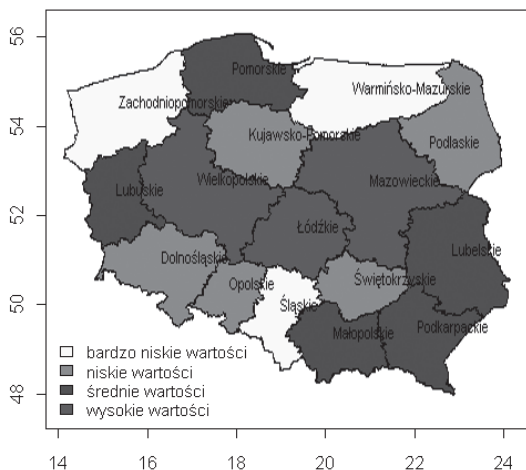 56
Pomorskie
Warmińsko-Mazurskie
Zachodniopomorskie
54
Kujawsko-Pomorskie
Podlaskie
Wielkopolskie
Mazowieckie
Lubuskie
52
Łódzkie
Lubelskie
Dolnośląskie
Opolskie
Świętokrzyskie
50
Śląskie
Małopolskie
Podkarpackie
bardzo niskie wartości
niskie wartości
średnie wartości
wysokie wartości
48
14 16 18 20 22 24